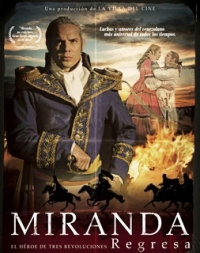 Una producción de LA VILLA DEL CINE
Luchas y amores del venezolano
más universal de todos los tiempos.
MIRANDA
EL HÉROE DE TRES REVOLUCIONES
Regresa